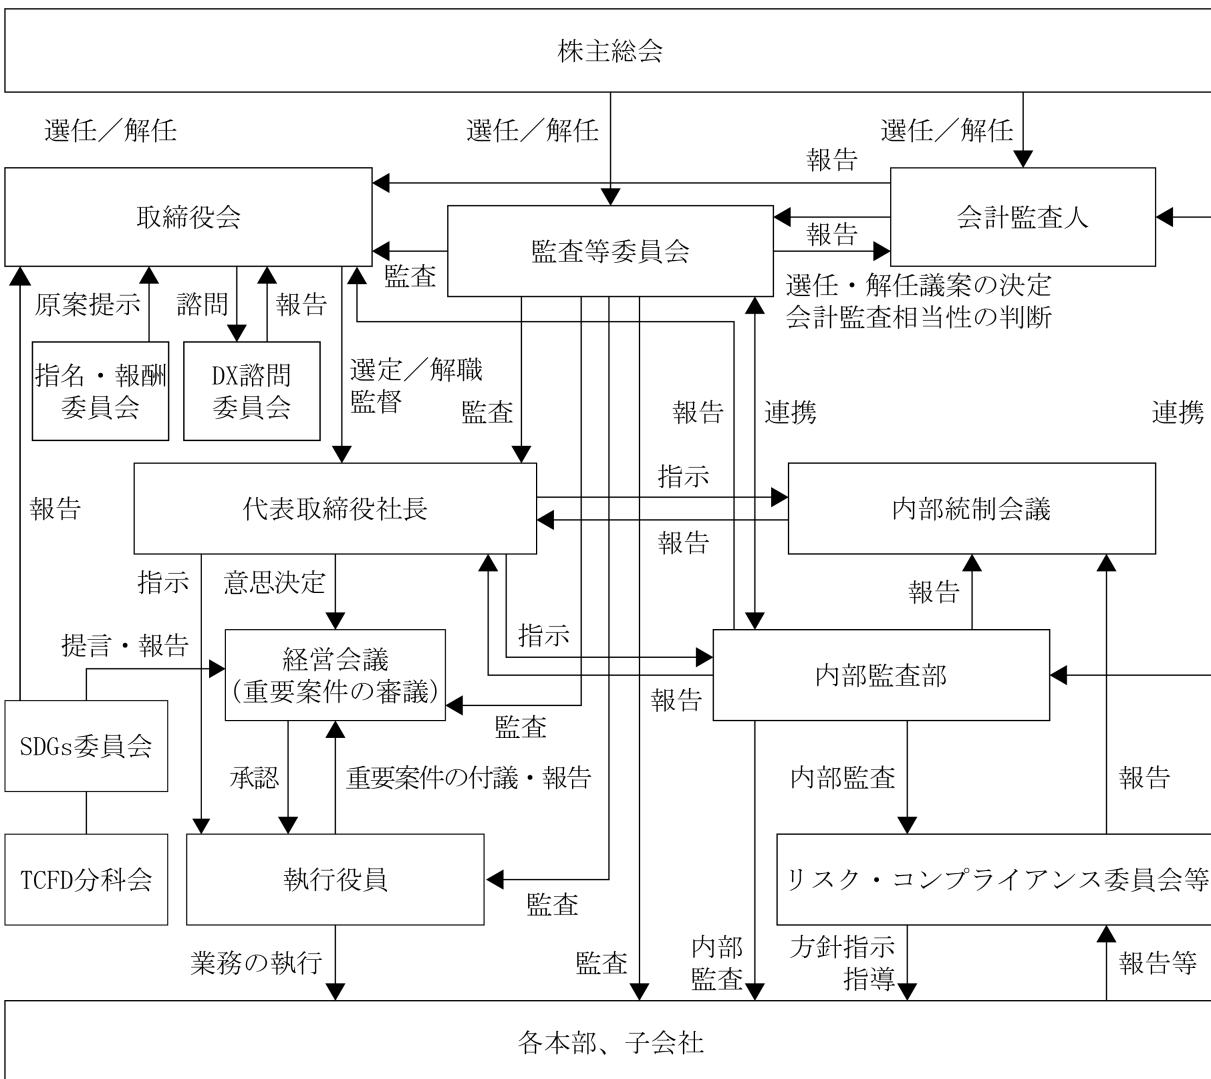 株主総会
選任／解任
選任／解任
選任／解任
報告
取締役会
監査等委員会
会計監査人
報告
監査
選任・解任議案の決定
会計監査相当性の判断
原案提示
諮問
報告
指名・報酬
委員会
DX諮問
委員会
選定／解職
監督
監査
報告
連携
連携
代表取締役社長
指示
内部統制会議
報告
報告
指示
意思決定
報告
提言・報告
経営会議
(重要案件の審議)
指示
内部監査部
報告
監査
SDGs委員会
承認
重要案件の付議・報告
内部監査
報告
TCFD分科会
執行役員
リスク・コンプライアンス委員会等
監査
業務の執行
監査
内部
監査
方針指示
指導
報告等
各本部、子会社